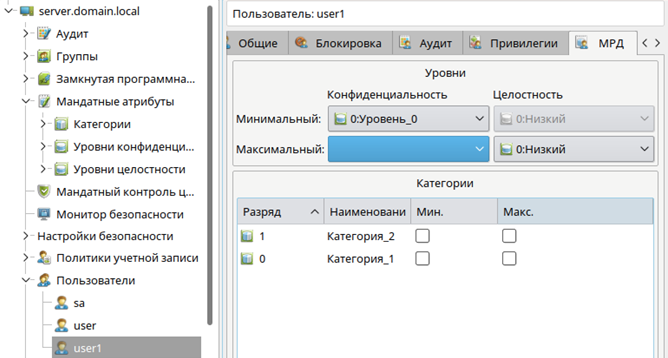 server.domain.local
Аудит
Группы
Замкнутая программна...
Мандатные атрибуты
Категории
Уровни конфиденци...
Уровни целостности
Мандатный контроль ц...
Монитор безопасности
Настройки безопасности
Политики учетной записи
Пользователи
sa
user
user1
Пользователь: user1
Общие Блокировка Аудит Привилегии МРД
Уровни
Конфиденциальность Целостность
Минимальный: 0:Уровень_0 0:Низкий
Максимальный: 0:Низкий
Категории
Разряд Наименовани Мин. Макс.
1 Категория_2
0 Категория_1